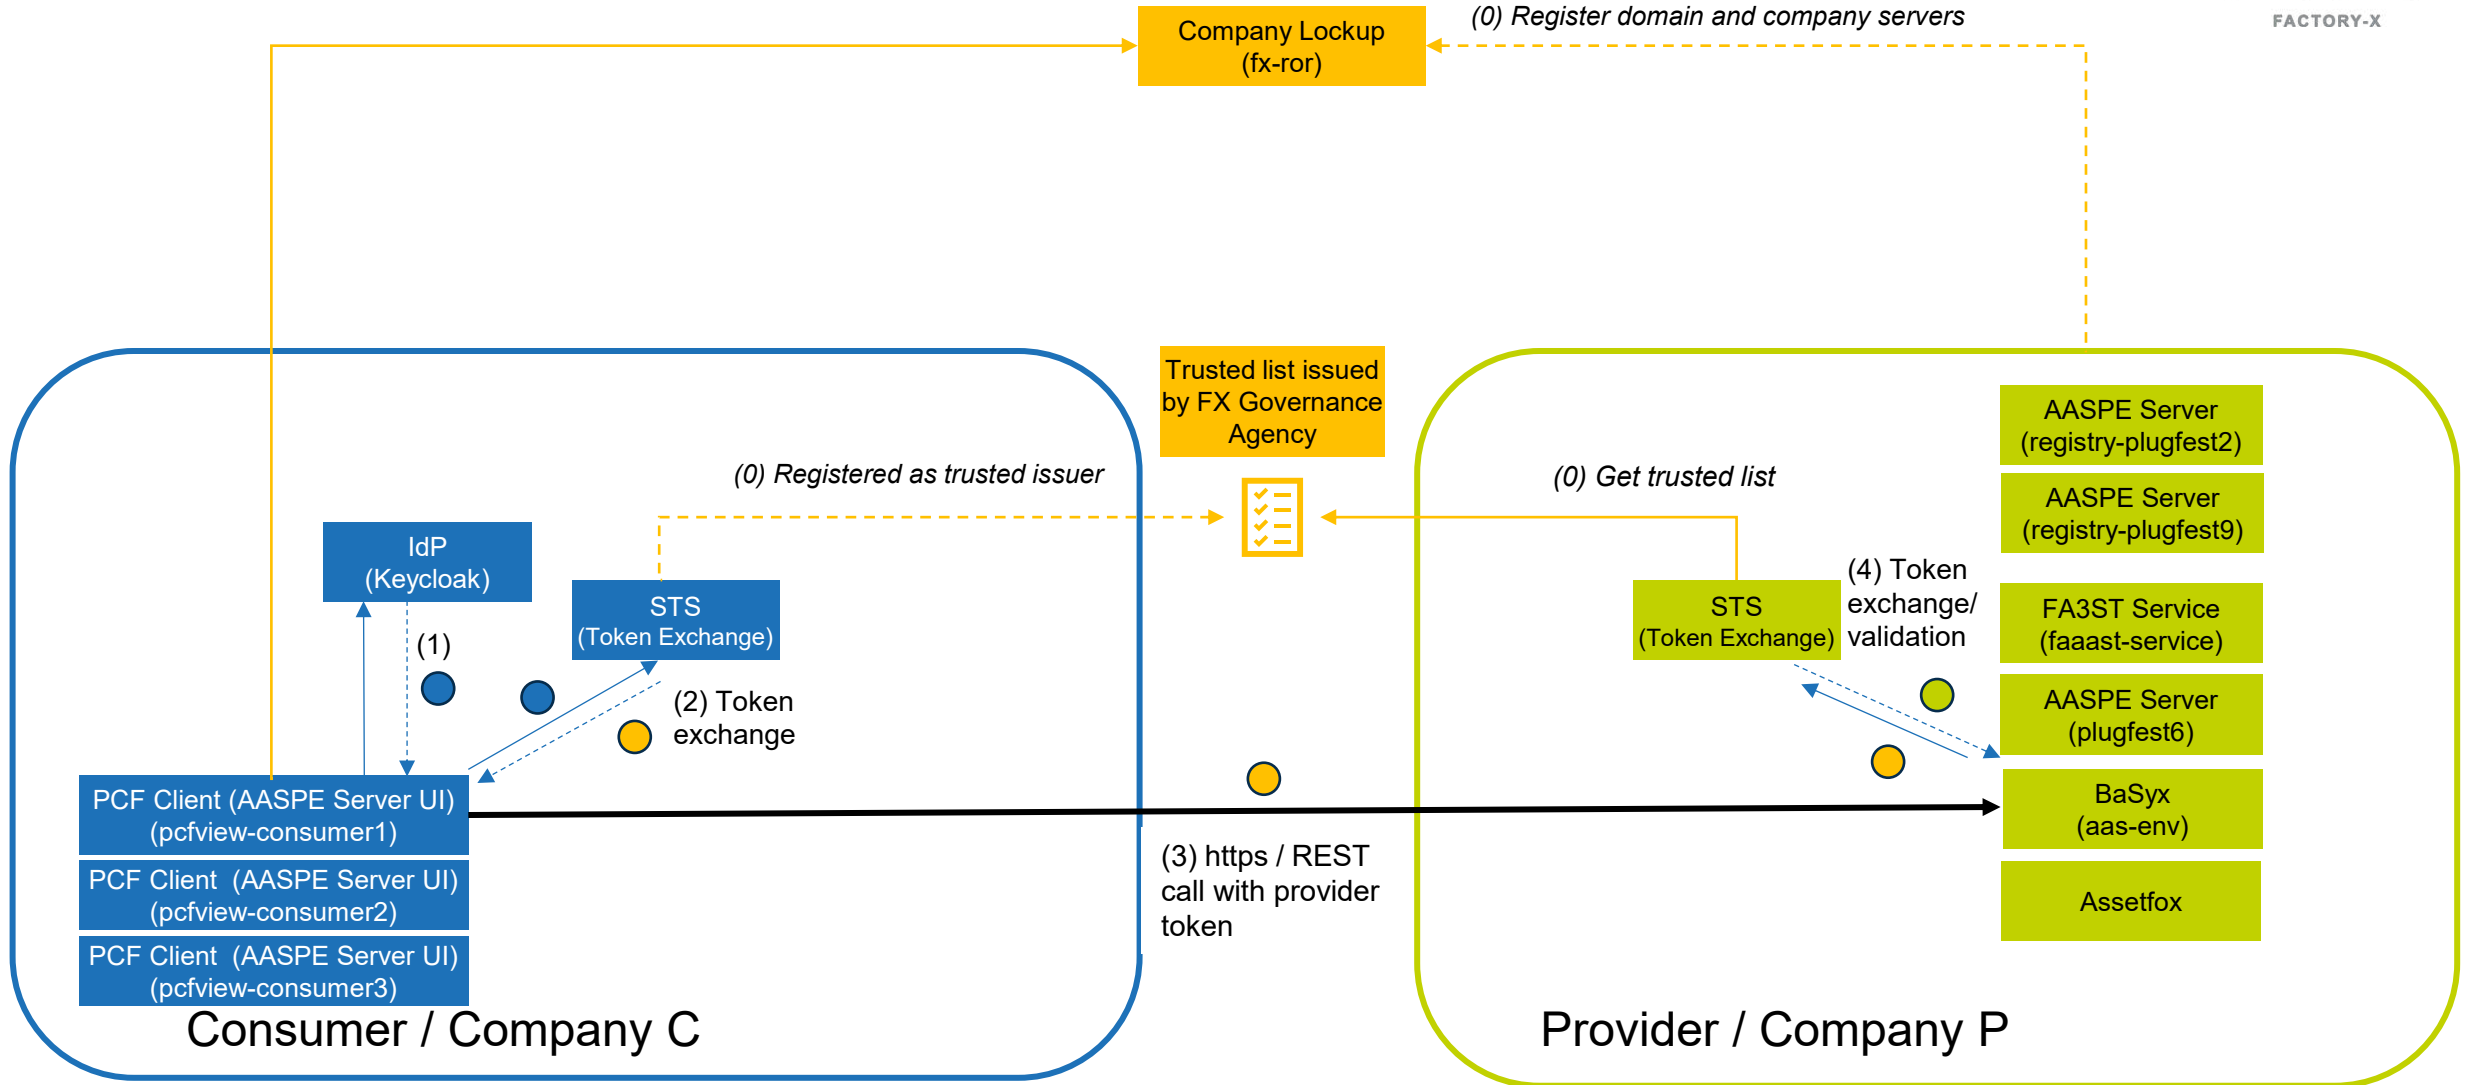 (0) Register domain and company servers
FACTORY-X
Company Lockup
(fx-ror)
Trusted list issued
by FX Governance
Agency
(0) Registered as trusted issuer
(0) Get trusted list
IdP
(Keycloak)
STS
(Token Exchange)
(1)
(2) Token
exchange
PCF Client (AASPE Server UI)
(pcfview-consumer1)
PCF Client  (AASPE Server UI)
(pcfview-consumer2)
PCF Client  (AASPE Server UI)
(pcfview-consumer3)
Consumer / Company C
(3) https / REST
call with provider
token
STS
(Token Exchange)
(4) Token
exchange/
validation
AASPE Server
(registry-plugfest2)
AASPE Server
(registry-plugfest9)
FA3ST Service
(faaast-service)
AASPE Server
(plugfest6)
BaSyx
(aas-env)
Assetfox
Provider / Company P